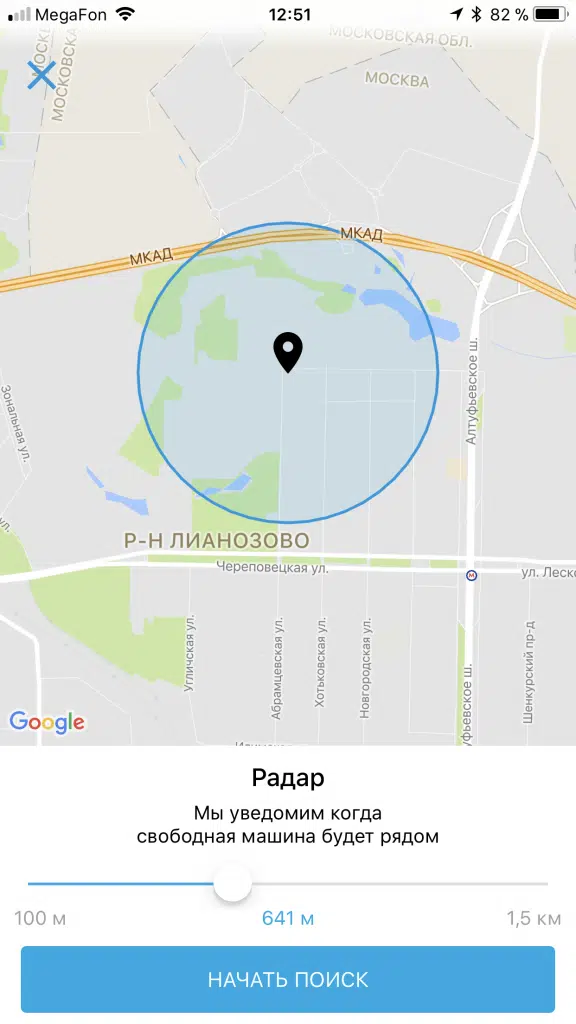 MegaFon 12:51 82 %
МОСКОВСКАЯ ОБЛ.
МОСКВА
МКАД
МКАД
Зональная ул.
Алтуфьевское ш.
Р-Н ЛИАНОЗОВО
Череповецкая ул.
ул. Леско
Угличская ул.
Абрамцевская ул.
Хотьковская ул.
Новгородская ул.
Шенкурский пр-д
уфьевское ш.
Google
Радар
Мы уведомим когда
свободная машина будет рядом
100 м 641 м 1,5 км
НАЧАТЬ ПОИСК